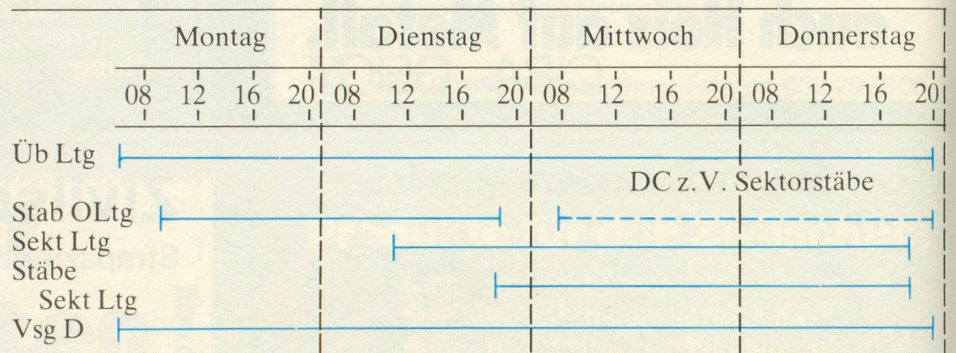 Montag Dienstag Mittwoch Donnerstag
08 12 16 20 08 12 16 20 08 12 16 20 08 12 16 20
Üb Ltg
DC z.V. Sektorstäbe
Stab OLtg
Sekt Ltg
Stäbe
Sekt Ltg
Vsg D